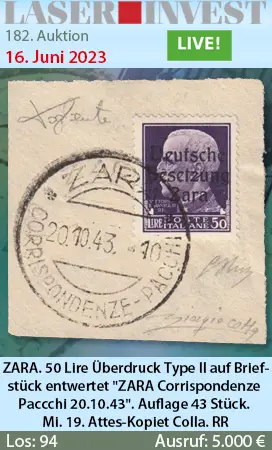 LASER INVEST
182. Auktion
16. Juni 2023
LIVE!
Deutsche
Besetzung
Zara
LIRE POSTE ITALIANE 50
ZARA
20.10.43. -10
CORRISPONDENZE-PACCHI
ZARA. 50 Lire Überdruck Type II auf Brief-
stück entwertet "ZARA Corrispondenze
Paccchi 20.10.43". Auflage 43 Stück.
Mi. 19. Attes-Kopiet Colla. RR
Los: 94
Ausruf: 5.000 €